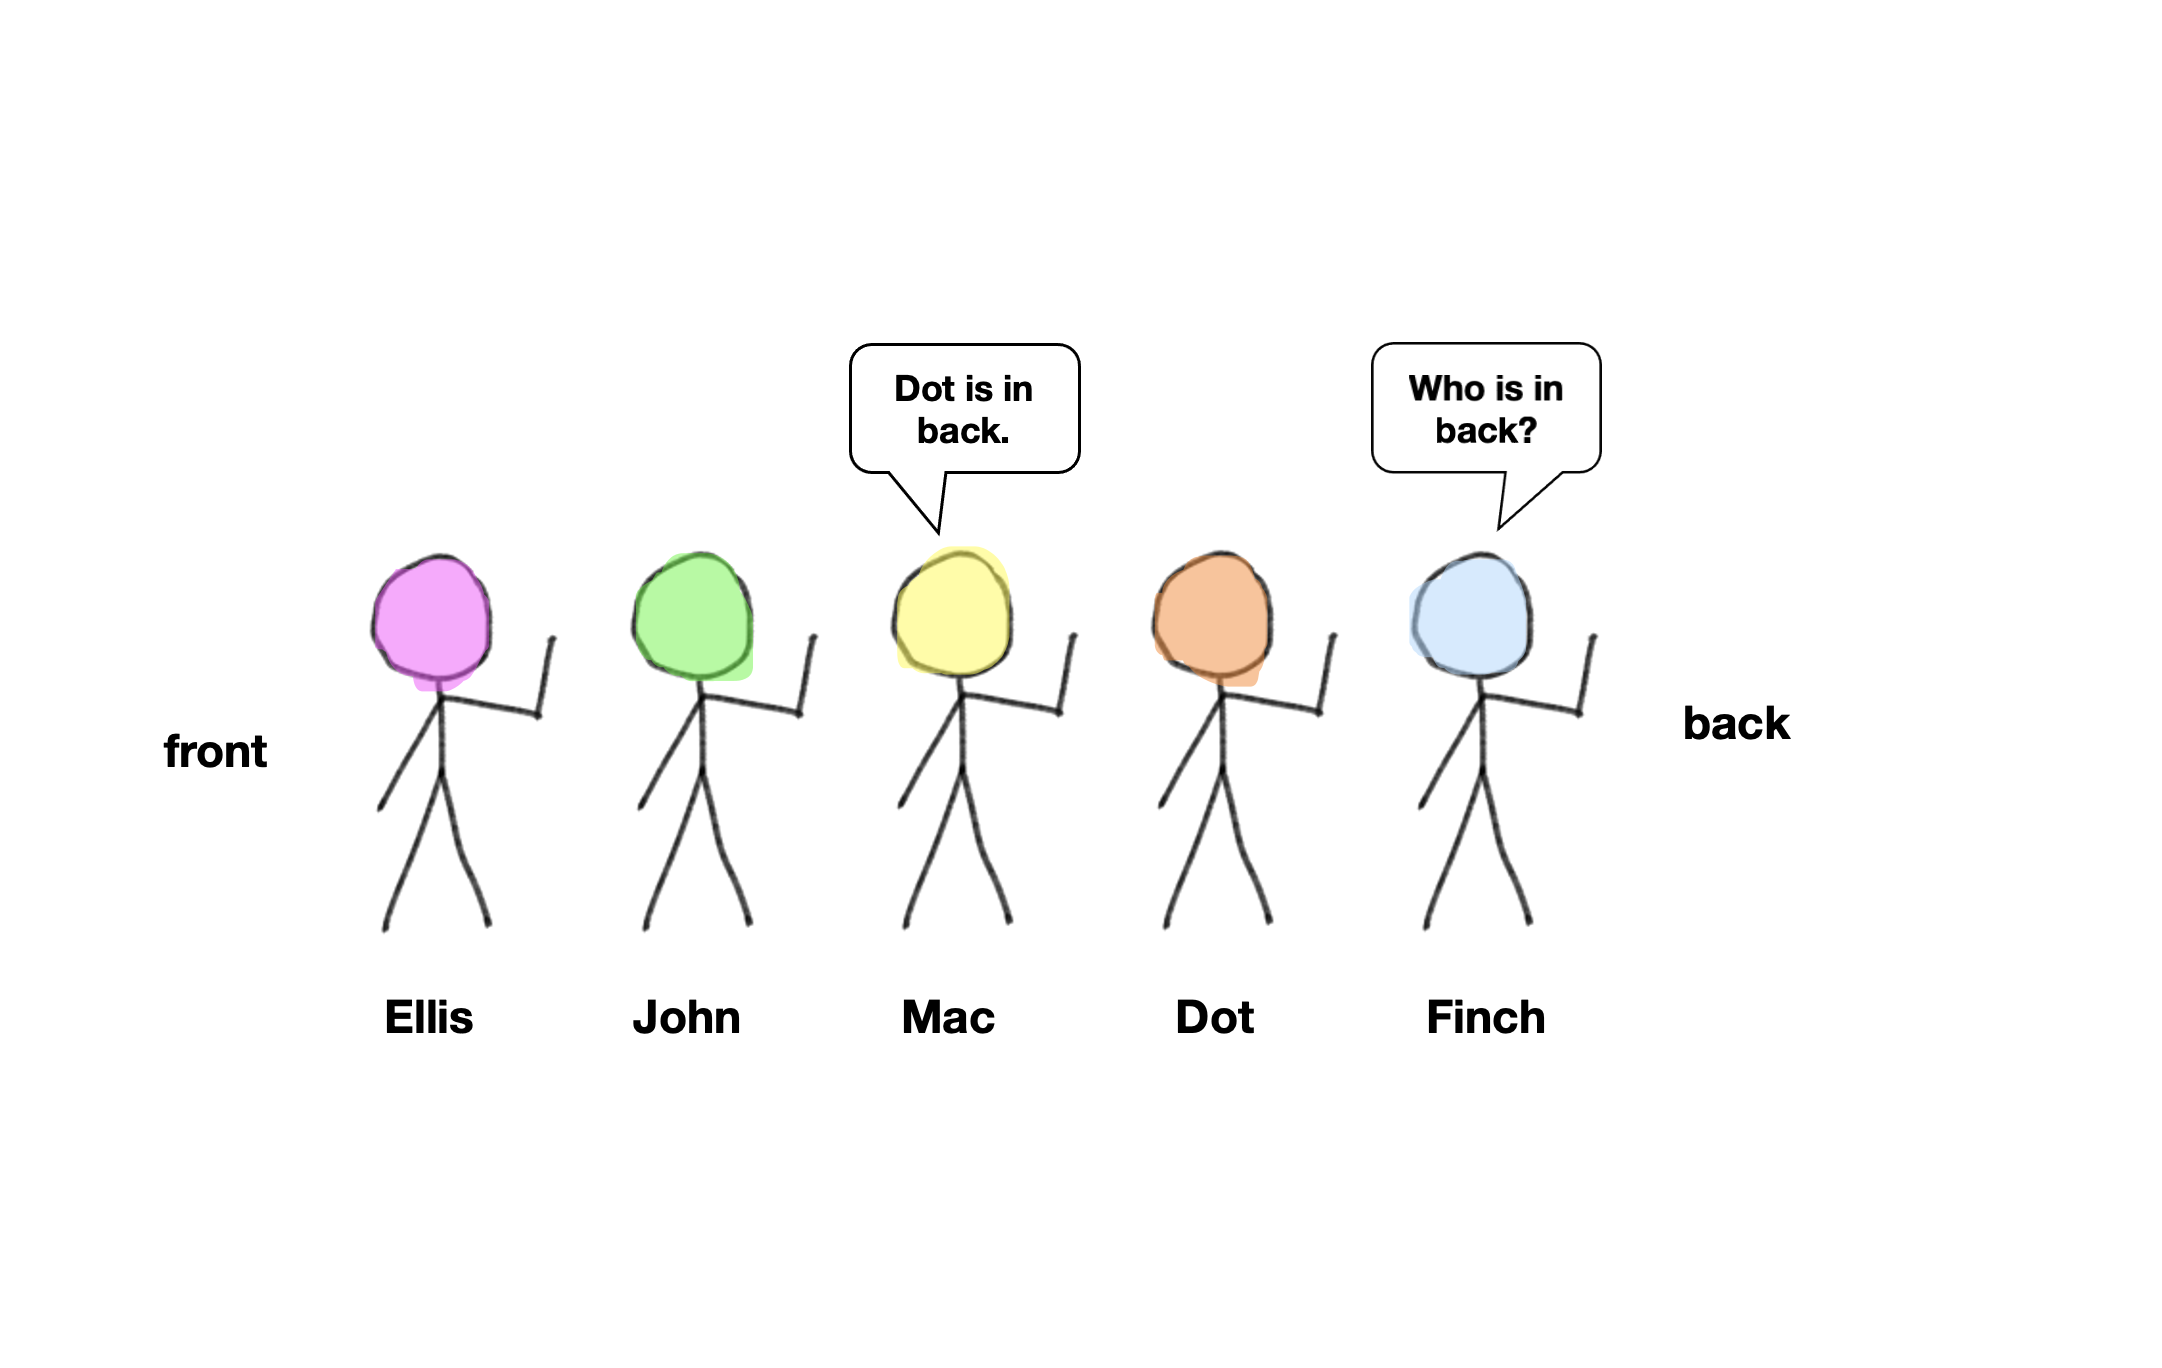 Dot is in
back.
Who is in
back?
front
back
Ellis
John
Mac
Dot
Finch